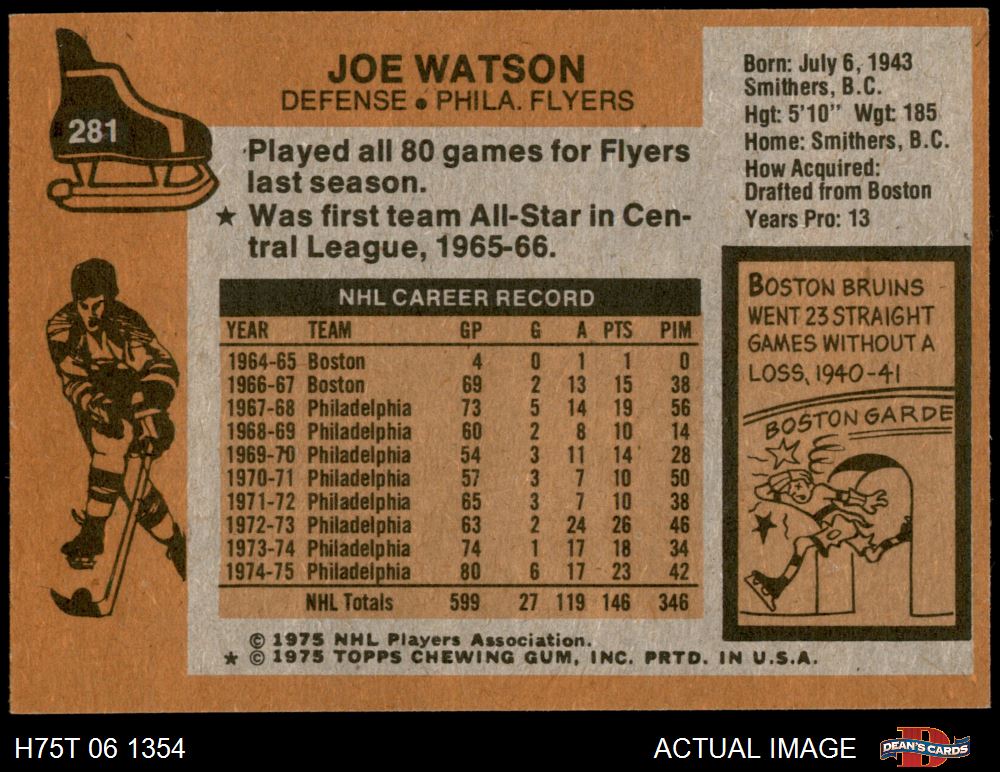 JOE WATSON
DEFENSE • PHILA. FLYERS
281
Played all 80 games for Flyers
last season.
★ Was first team All-Star in Cen-
tral League, 1965-66.
Born: July 6, 1943
Smithers, B.C.
Hgt: 5'10" Wgt: 185
Home: Smithers, B.C.
How Acquired:
Drafted from Boston
Years Pro: 13
NHL CAREER RECORD
YEAR TEAM GP G A PTS PIM
1964-65 Boston 4 0 1 1 0
1966-67 Boston 69 2 13 15 38
1967-68 Philadelphia 73 5 14 19 56
1968-69 Philadelphia 60 2 8 10 14
1969-70 Philadelphia 54 3 11 14 28
1970-71 Philadelphia 57 3 7 10 50
1971-72 Philadelphia 65 3 7 10 38
1972-73 Philadelphia 63 2 24 26 46
1973-74 Philadelphia 74 1 17 18 34
1974-75 Philadelphia 80 6 17 23 42
NHL Totals 599 27 119 146 346
BOSTON BRUINS
WENT 23 STRAIGHT
GAMES WITHOUT A
LOSS, 1940-41
BOSTON GARDE
© 1975 NHL Players Association.
★ © 1975 TOPPS CHEWING GUM, INC. PRTD. IN U.S.A.
H75T 06 1354
ACTUAL IMAGE
D
DEAN'S CARDS